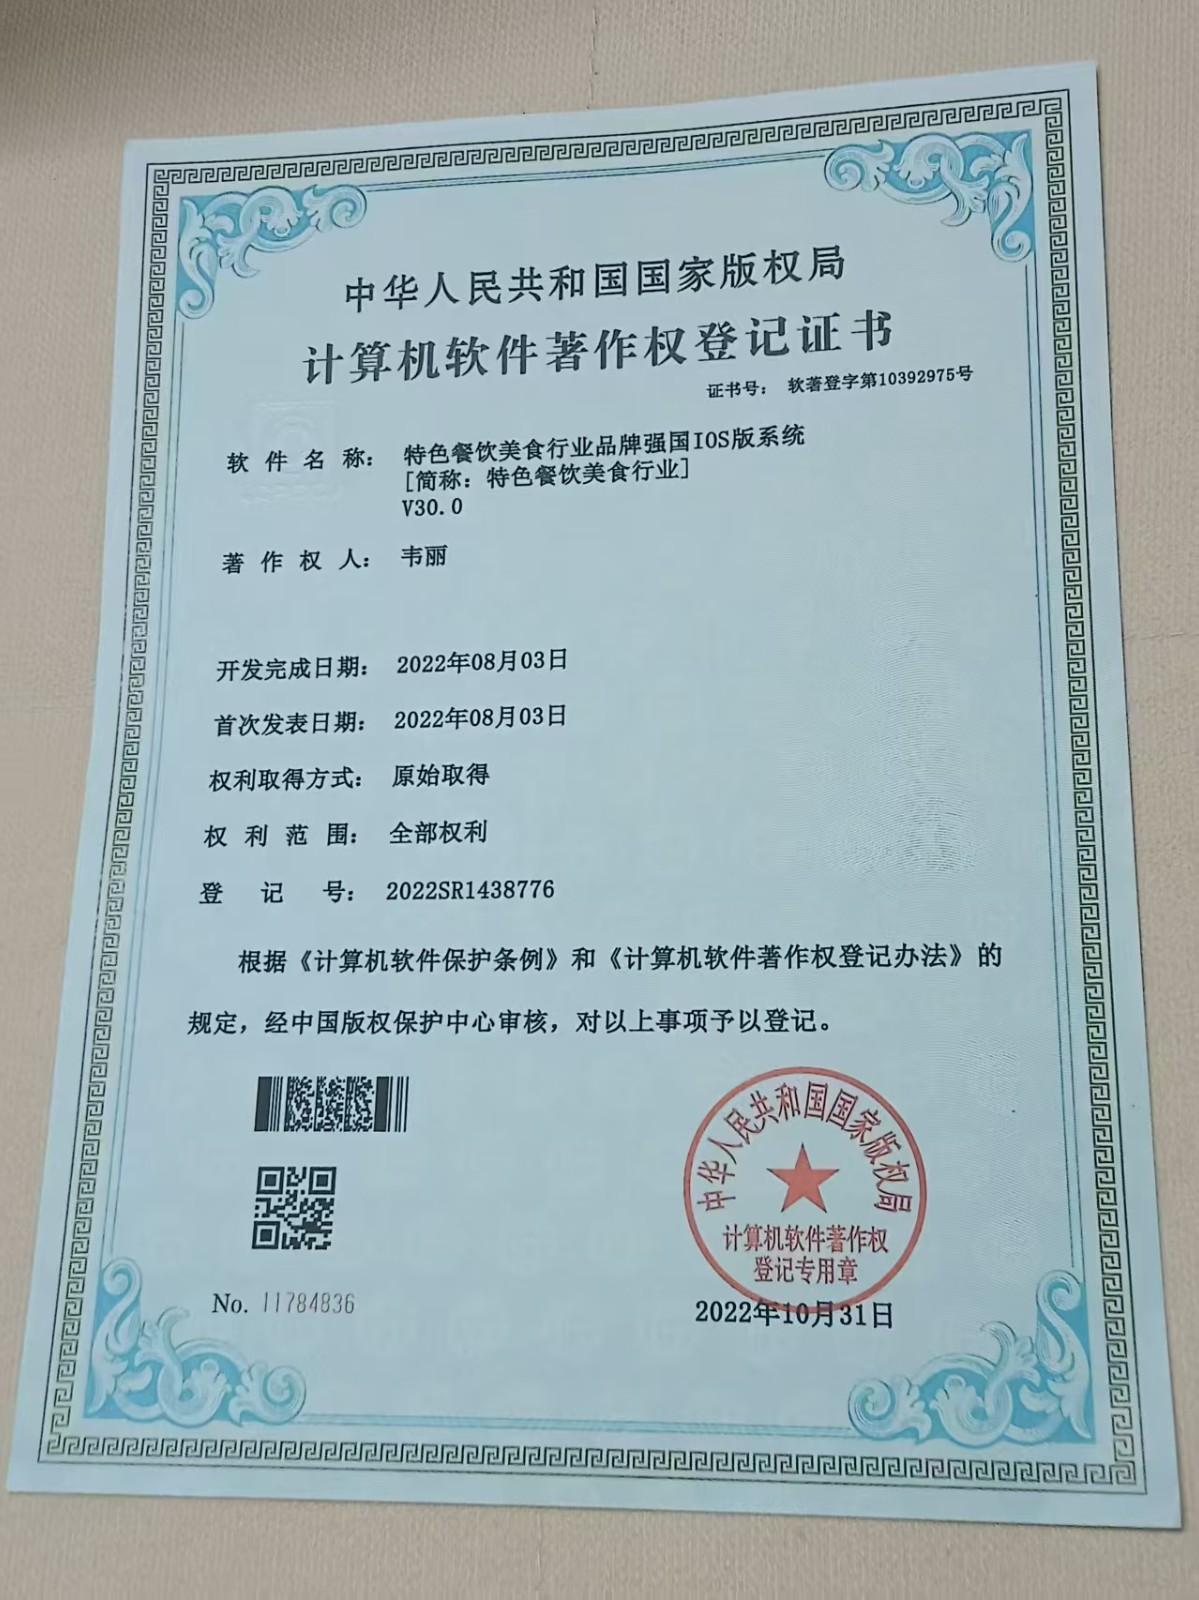 中华人民共和国国家版权局
计算机软件著作权登记证书
证书号： 软著登字第10392975号
软件名称： 特色餐饮美食行业品牌强国IOS版系统
[简称：特色餐饮美食行业]
V30.0
著作权人： 韦丽
开发完成日期： 2022年08月03日
首次发表日期： 2022年08月03日
权利取得方式： 原始取得
权利范围： 全部权利
登记号： 2022SR1438776
根据《计算机软件保护条例》和《计算机软件著作权登记办法》的
规定，经中国版权保护中心审核，对以上事项予以登记。
中华人民共和国国家版权局
计算机软件著作权
登记专用章
No. 11784836
2022年10月31日